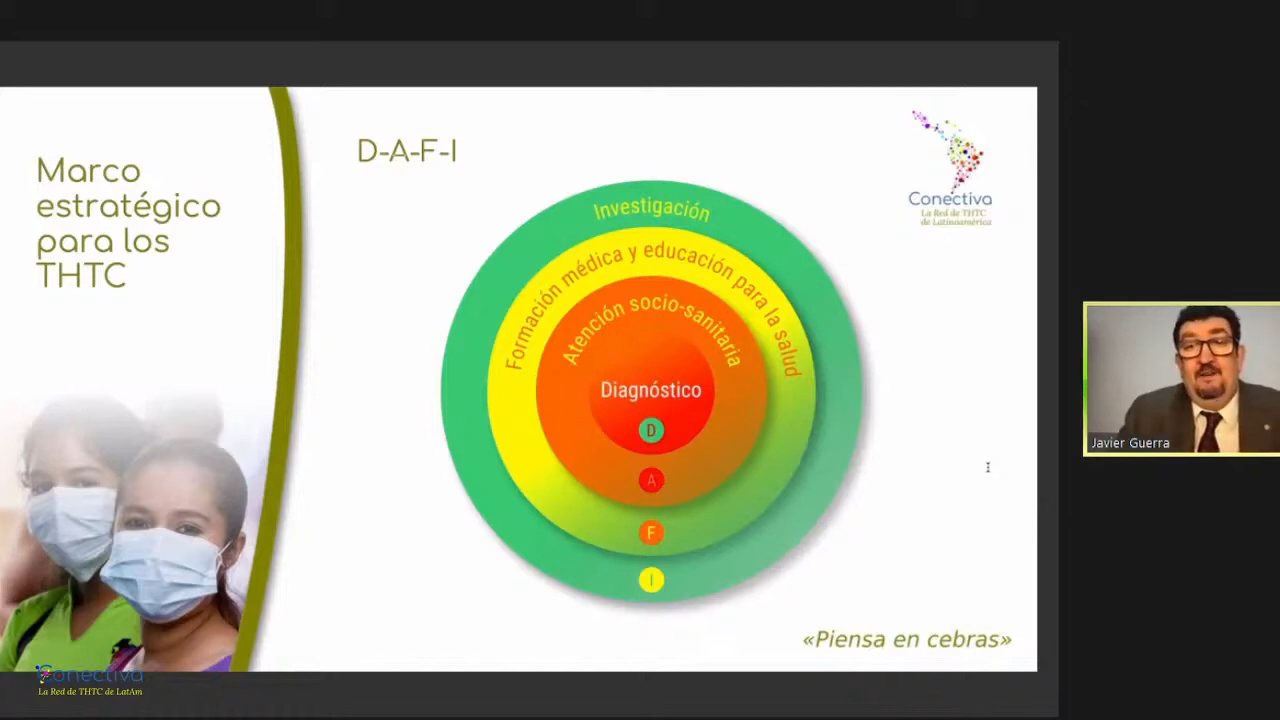 Marco
estratégico
para los
THTC
D-A-F-I
Investigación
Formación médica y educación para la salud
Atención socio-sanitaria
Diagnóstico
D
A
F
I
Conectiva
La Red de THTC
de Latinoamérica
«Piensa en cebras»
Javier Guerra
Conectiva
La Red de THTC de LatAm